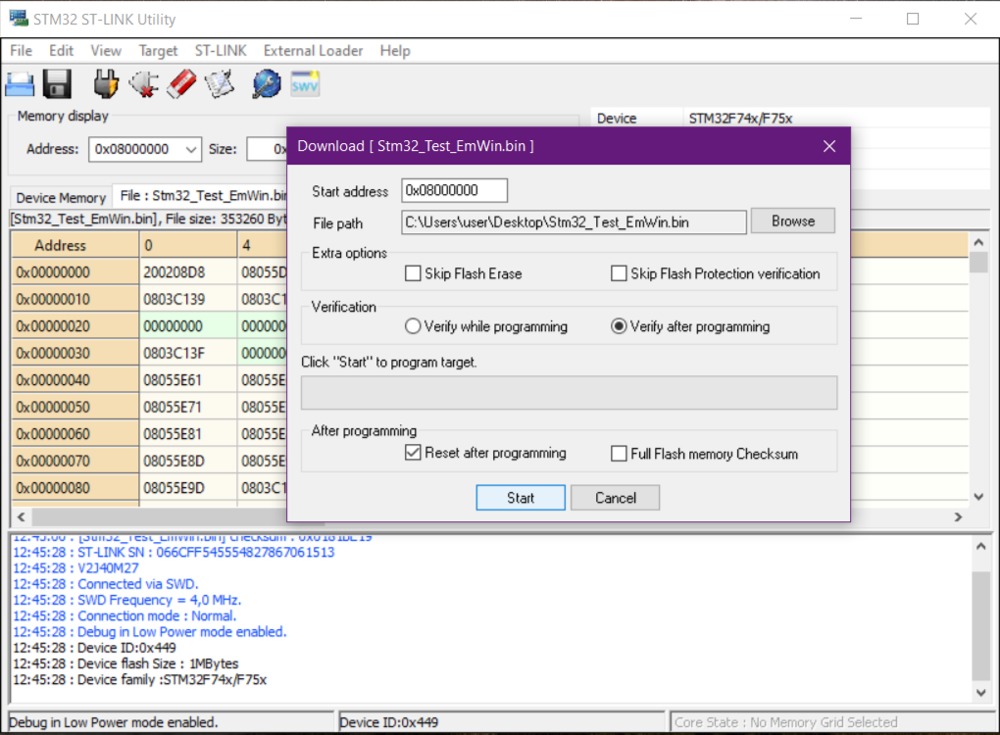 STM32 ST-LINK Utility
File Edit View Target ST-LINK External Loader Help
SWV
Memory display
Address: 0x08000000 Size: 0x
Device STM32F74x/F75x
Device Memory File : Stm32_Test_EmWin.bin
[Stm32_Test_EmWin.bin], File size: 353260 Byt
Address 0 4
0x00000000 200208D8 08055D
0x00000010 0803C139 0803C1
0x00000020 00000000 000000
0x00000030 0803C13F 000000
0x00000040 08055E61 08055E
0x00000050 08055E71 08055E
0x00000060 08055E81 08055E
0x00000070 08055E8D 08055E
0x00000080 08055E9D 0803C1
Download [ Stm32_Test_EmWin.bin ]
Start address 0x08000000
File path C:\Users\user\Desktop\Stm32_Test_EmWin.bin Browse
Extra options
Skip Flash Erase Skip Flash Protection verification
Verification
Verify while programming Verify after programming
Click "Start" to program target.
After programming
Reset after programming Full Flash memory Checksum
Start Cancel
[Stm32_Test_EmWin.bin] checksum :
12:45:28 : ST-LINK SN : 066CFF545554827867061513
12:45:28 : V2J40M27
12:45:28 : Connected via SWD.
12:45:28 : SWD Frequency = 4,0 MHz.
12:45:28 : Connection mode : Normal.
12:45:28 : Debug in Low Power mode enabled.
12:45:28 : Device ID:0x449
12:45:28 : Device flash Size : 1MBytes
12:45:28 : Device family :STM32F74x/F75x
Debug in Low Power mode enabled. Device ID:0x449 Core State : No Memory Grid Selected